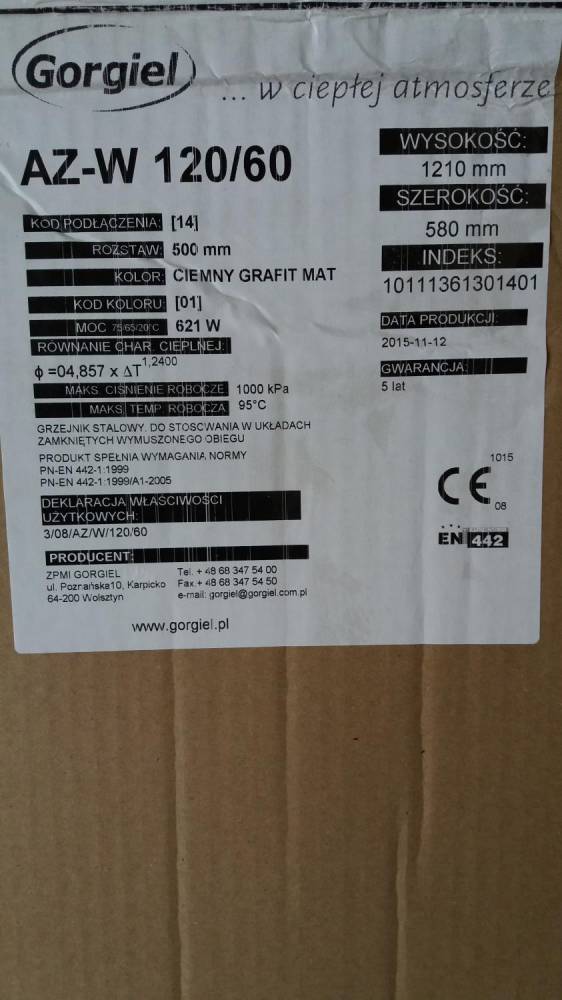 Gorgiel
... w ciepłej atmosferze
AZ-W 120/60
WYSOKOŚĆ:
1210 mm
SZEROKOŚĆ:
580 mm
INDEKS:
10111361301401
KOD PODŁĄCZENIA: [14]
ROZSTAW: 500 mm
KOLOR: CIEMNY GRAFIT MAT
KOD KOLORU: [01]
MOC 75/65/20°C 621 W
RÓWNANIE CHAR. CIEPLNEJ:
ϕ =04,857 x ΔT^1,2400
MAKS. CIŚNIENIE ROBOCZE 1000 kPa
MAKS. TEMP. ROBOCZA 95°C
DATA PRODUKCJI:
2015-11-12
GWARANCJA:
5 lat
GRZEJNIK STALOWY. DO STOSOWANIA W UKŁADACH
ZAMKNIĘTYCH WYMUSZONEGO OBIEGU
PRODUKT SPEŁNIA WYMAGANIA NORMY
PN-EN 442-1:1999
PN-EN 442-1:1999/A1-2005
1015
CE
08
EN 442
DEKLARACJA WŁAŚCIWOŚCI
UŻYTKOWYCH:
3/08/AZ/W/120/60
PRODUCENT:
ZPMI GORGIEL
ul. Poznańska10, Karpicko
64-200 Wolsztyn
Tel. + 48 68 347 54 00
Fax + 48 68 347 54 50
e-mail: gorgiel@gorgiel.com.pl
www.gorgiel.pl